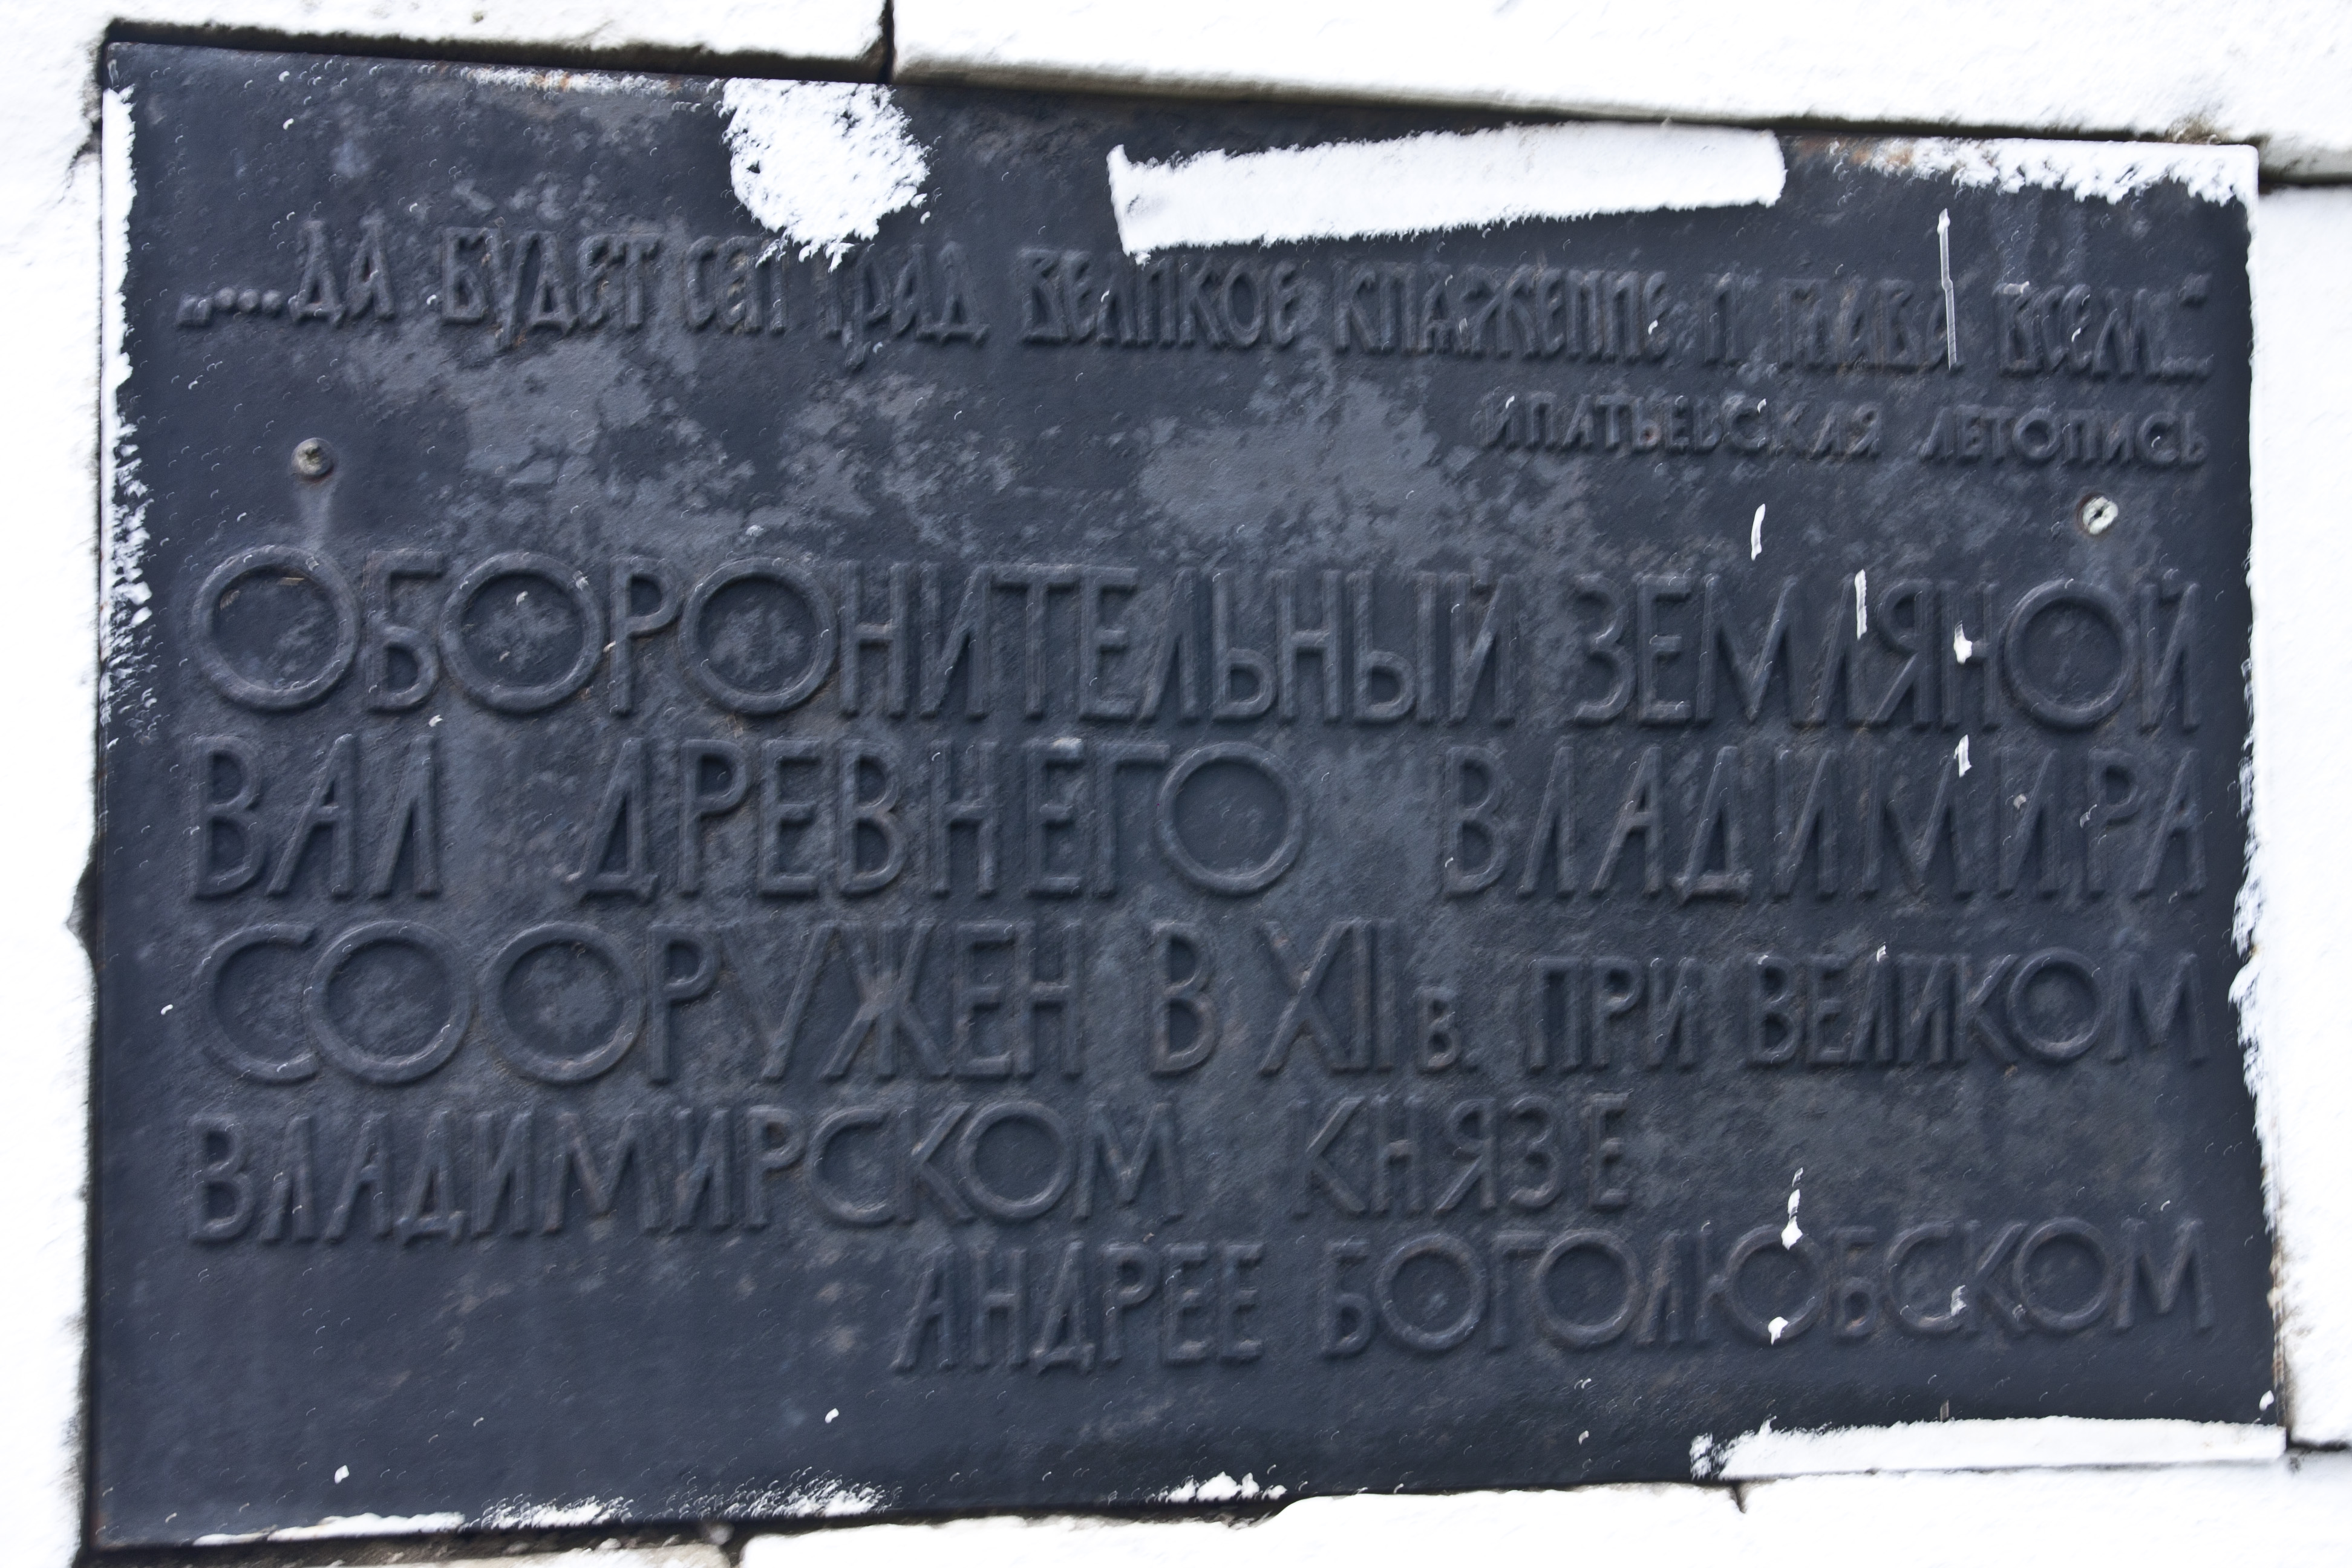 „...ДА БУДЕТ СЕЙ ГРАД ВЕЛИКОЕ КНЯЖЕНИЕ И ГЛАВА ВСЕМ..."
ИПАТЬЕВСКАЯ ЛЕТОПИСЬ
ОБОРОНИТЕЛЬНЫЙ ЗЕМЛЯНОЙ
ВАЛ ДРЕВНЕГО ВЛАДИМИРА
СООРУЖЕН В XII в. ПРИ ВЕЛИКОМ
ВЛАДИМИРСКОМ КНЯЗЕ
АНДРЕЕ БОГОЛЮБСКОМ